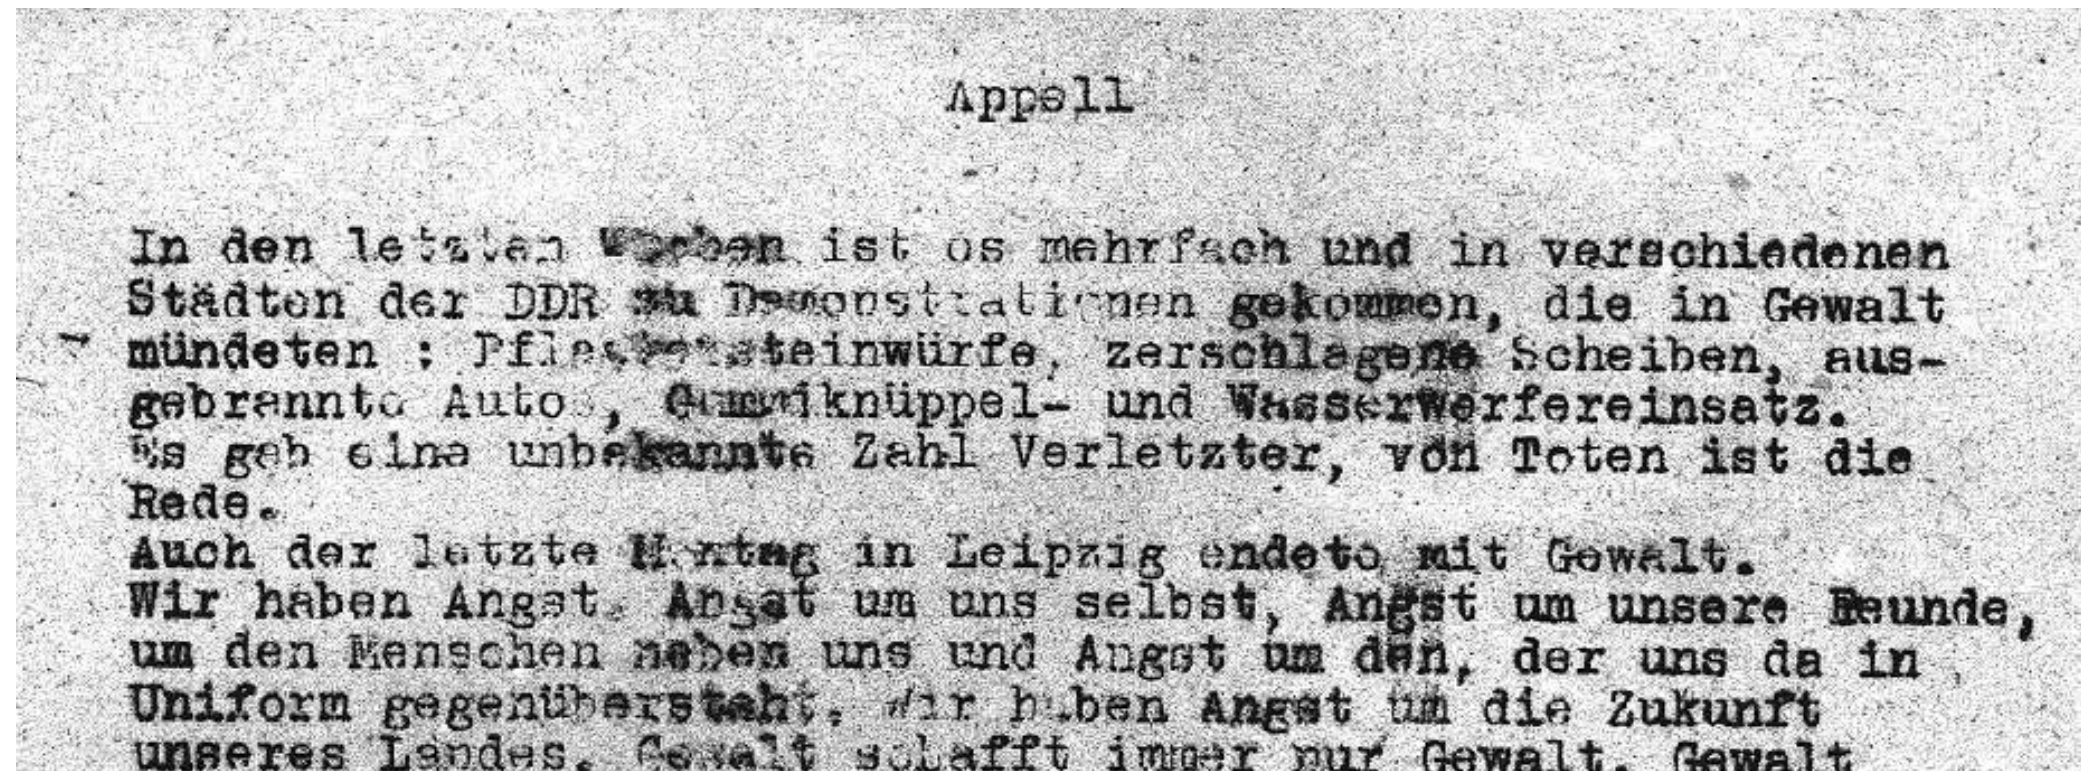 Appell
In den letzten Wochen ist es mehrfach und in verschiedenen
Städten der DDR zu Demonstrationen gekommen, die in Gewalt
mündeten : Pflastersteinwürfe, zerschlagene Scheiben, aus-
gebrannte Autos, Gummiknüppel- und Wasserwerfereinsatz.
Es gab eine unbekannte Zahl Verletzter, von Toten ist die
Rede.
Auch der letzte Montag in Leipzig endete mit Gewalt.
Wir haben Angst. Angst um uns selbst, Angst um unsere Feunde,
um den Menschen neben uns und Angst um den, der uns da in
Uniform gegenübersteht. Wir haben Angst um die Zukunft
unseres Landes. Gewalt schafft immer nur Gewalt. Gewalt